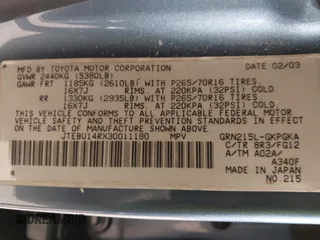 MFD BY TOYOTA MOTOR CORPORATION DATE 02/03
GVWR 2440KG (5380LB)
GAWR FRT 1185KG (2610LB) WITH P265/70R16 TIRES,
16X7J RIMS AT 220KPA (32PSI) COLD
RR 1330KG (2935LB) WITH P265/70R16 TIRES,
16X7J RIMS AT 220KPA (32PSI) COLD
THIS VEHICLE CONFORMS TO ALL APPLICABLE FEDERAL MOTOR
VEHICLE SAFETY AND THEFT PREVENTION STANDARDS IN EFFECT
ON THE DATE OF MANUFACTURE SHOWN ABOVE.
JTEBU14RX30011180 MPV GRN215L-GKPGKA
C/TR 8R3/FG12
A/TM A02A/
A340F
MADE IN JAPAN
NO.215